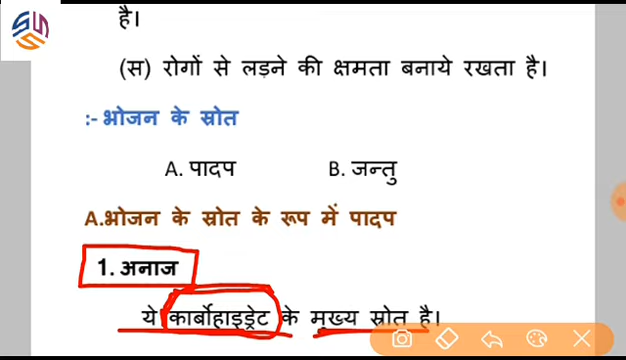 है।
(स) रोगों से लड़ने की क्षमता बनाये रखता है।
:- भोजन के स्रोत
A. पादप B. जन्तु
A.भोजन के स्रोत के रूप में पादप
1. अनाज
ये कार्बोहाइड्रेट के मुख्य स्रोत है।